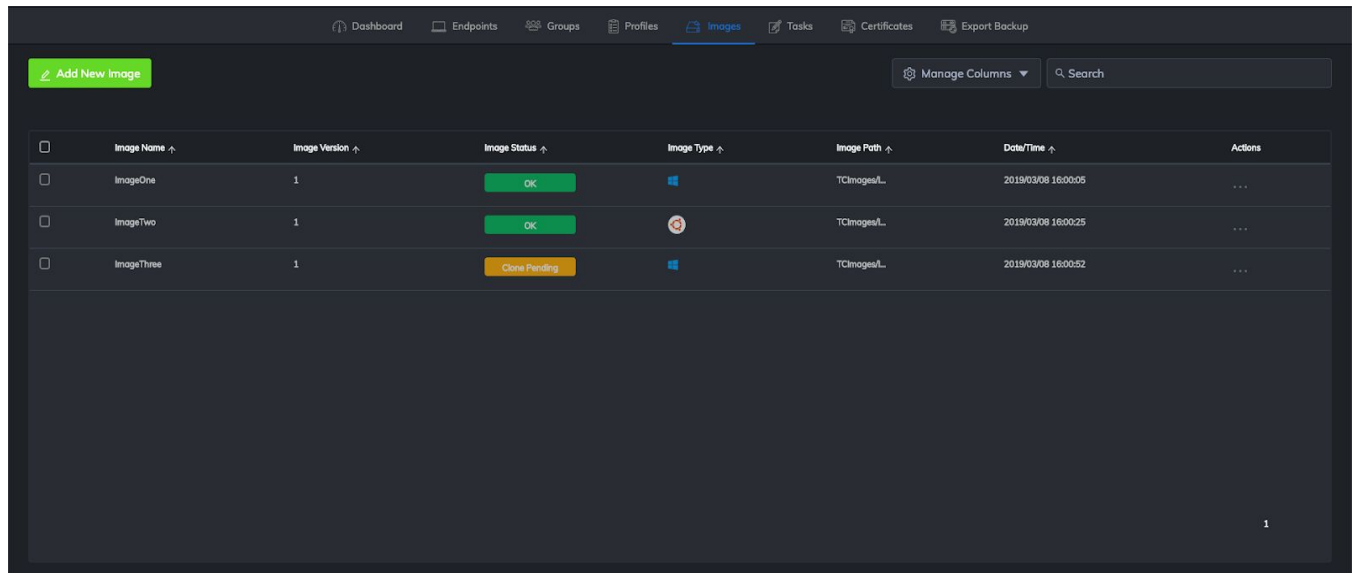 Dashboard Endpoints Groups Profiles Images Tasks Certificates Export Backup
Add New Image Manage Columns Search
Image Name Image Version Image Status Image Type Image Path Date/Time Actions
ImageOne 1 OK TCImages/I... 2019/03/08 16:00:05 ...
ImageTwo 1 OK TCImages/I... 2019/03/08 16:00:25 ...
ImageThree 1 Clone Pending TCImages/I... 2019/03/08 16:00:52 ...
1